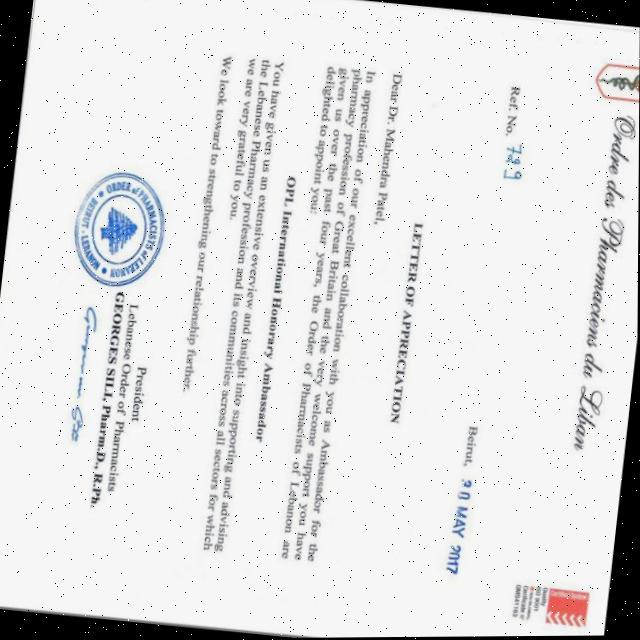 Ordre des Pharmaciens du Liban
Ref. No. 739
Beirut, 30 MAY 2017
LETTER OF APPRECIATION
Dear Dr. Mahendra Patel,
In appreciation of our excellent collaboration with you as Ambassador for the
pharmacy profession of Great Britain and the very welcome support you have
given us over the past four years, the Order of Pharmacists of Lebanon are
delighted to appoint you:
OPL International Honorary Ambassador
You have given us an extensive overview and insight into supporting and advising
the Lebanese Pharmacy profession and its communities across all sectors for which
we are very grateful to you.
We look toward to strengthening our relationship further.
President
Lebanese Order of Pharmacists
GEORGES SILI, Pharm.D., R.Ph.
ORDER of PHARMACISTS of LEBANON